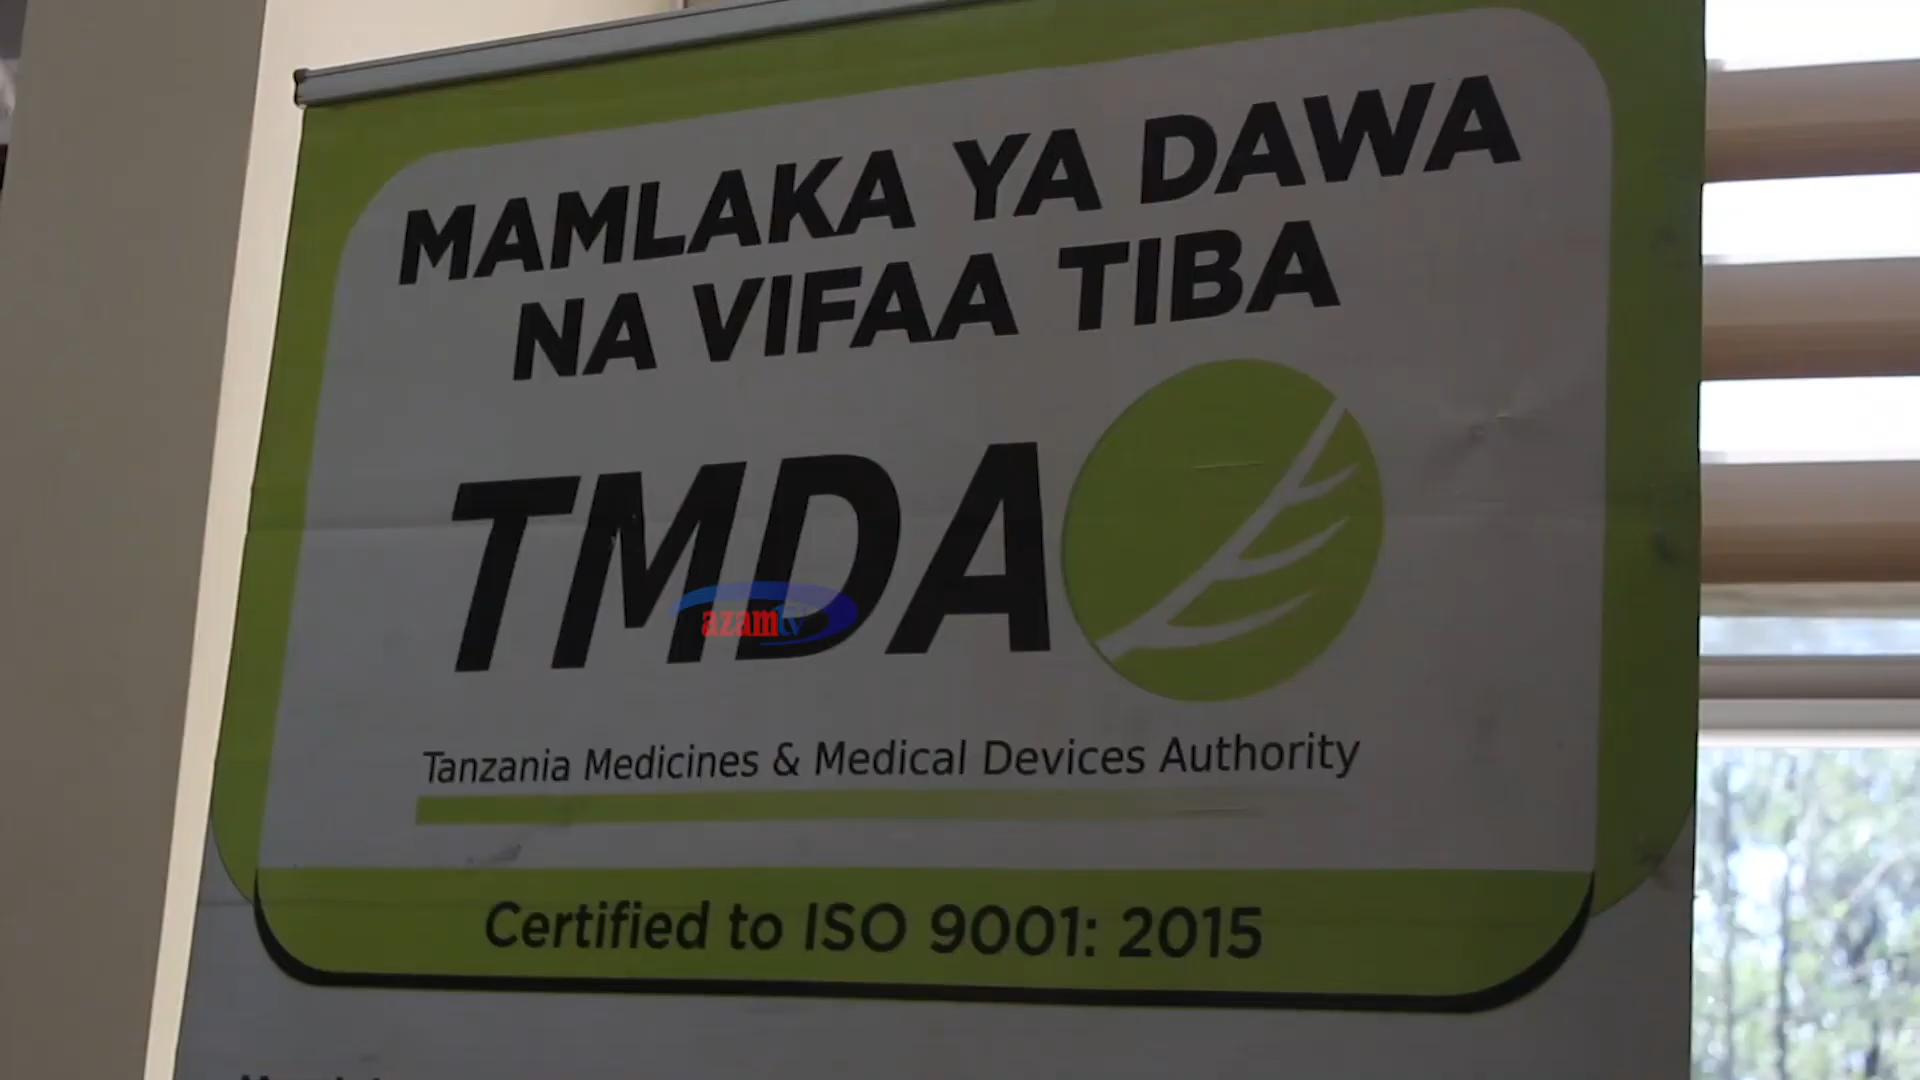 MAMLAKA YA DAWA
NA VIFAA TIBA
TMDA
azamtv
Tanzania Medicines & Medical Devices Authority
Certified to ISO 9001: 2015